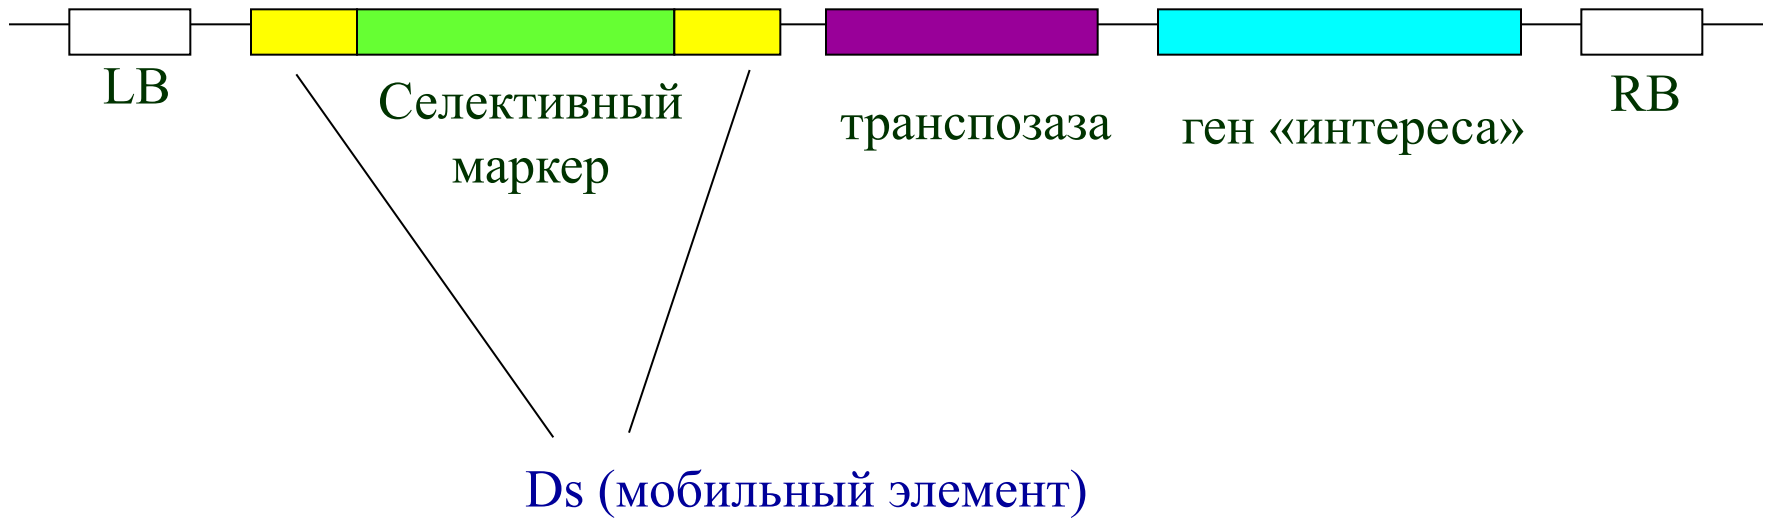 LB
Селективный
маркер
транспозаза
ген «интереса»
RB
Ds (мобильный элемент)